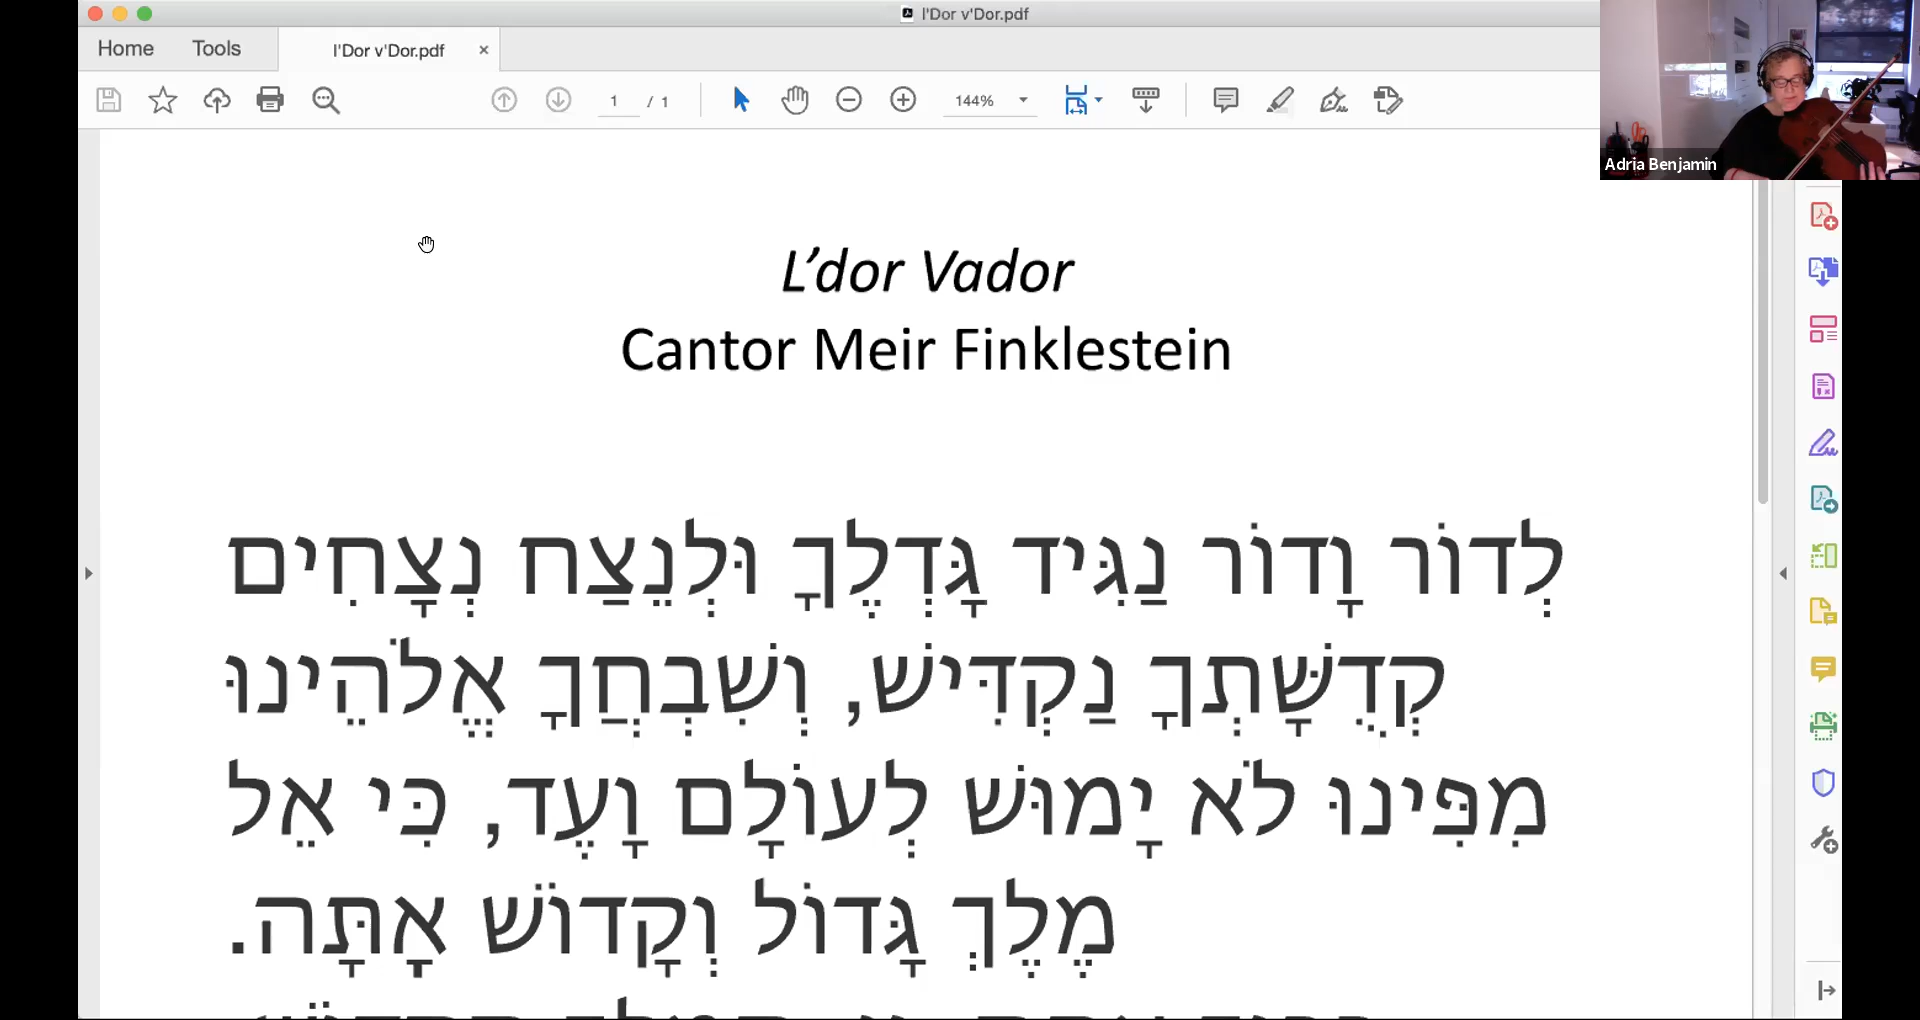 l'Dor v'Dor.pdf
Home
Tools
l'Dor v'Dor.pdf
1 / 1
144%
Adria Benjamin
L'dor Vador
Cantor Meir Finklestein
לְדוֹר וָדוֹר נַגִּיד גָּדְלֶךָ וּלְנֵצַח נְצָחִים
קְדֻשָּׁתְךָ נַקְדִּישׁ, וְשִׁבְחֲךָ אֱלֹהֵינוּ
מִפִּינוּ לֹא יָמוּשׁ לְעוֹלָם וָעֶד, כִּי אֵל
מֶלֶךְ גָּדוֹל וְקָדוֹשׁ אָתָּה.